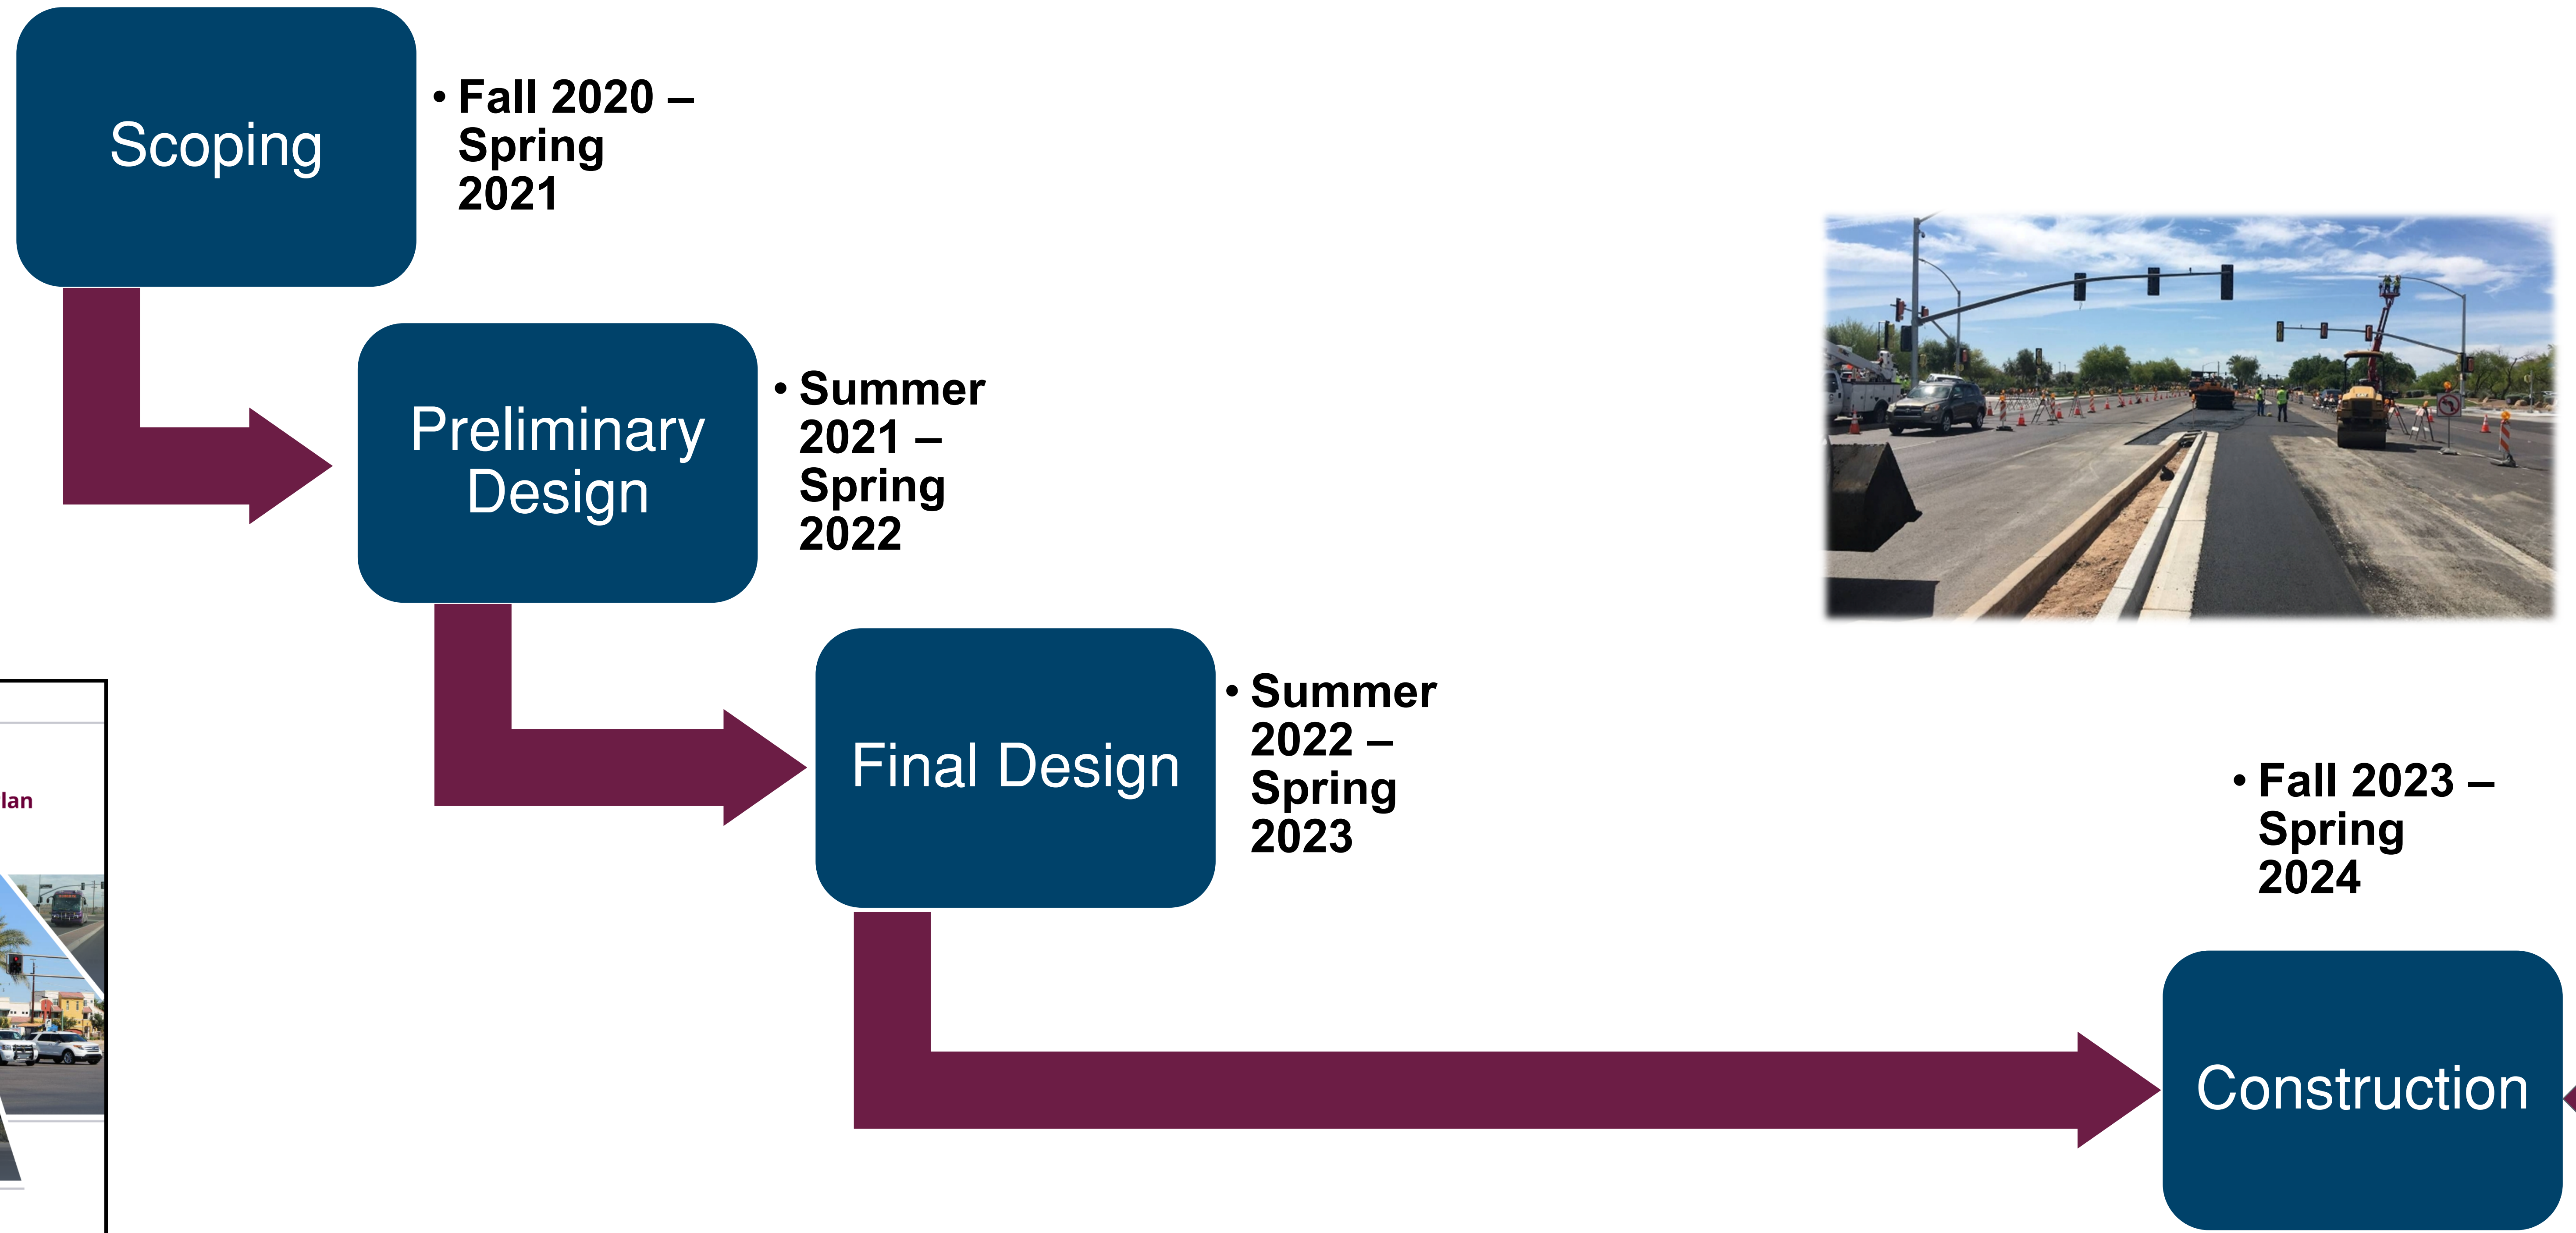 Scoping
• Fall 2020 –
Spring
2021
Preliminary
Design
• Summer
2021 –
Spring
2022
Final Design
• Summer
2022 –
Spring
2023
lan
• Fall 2023 –
Spring
2024
Construction